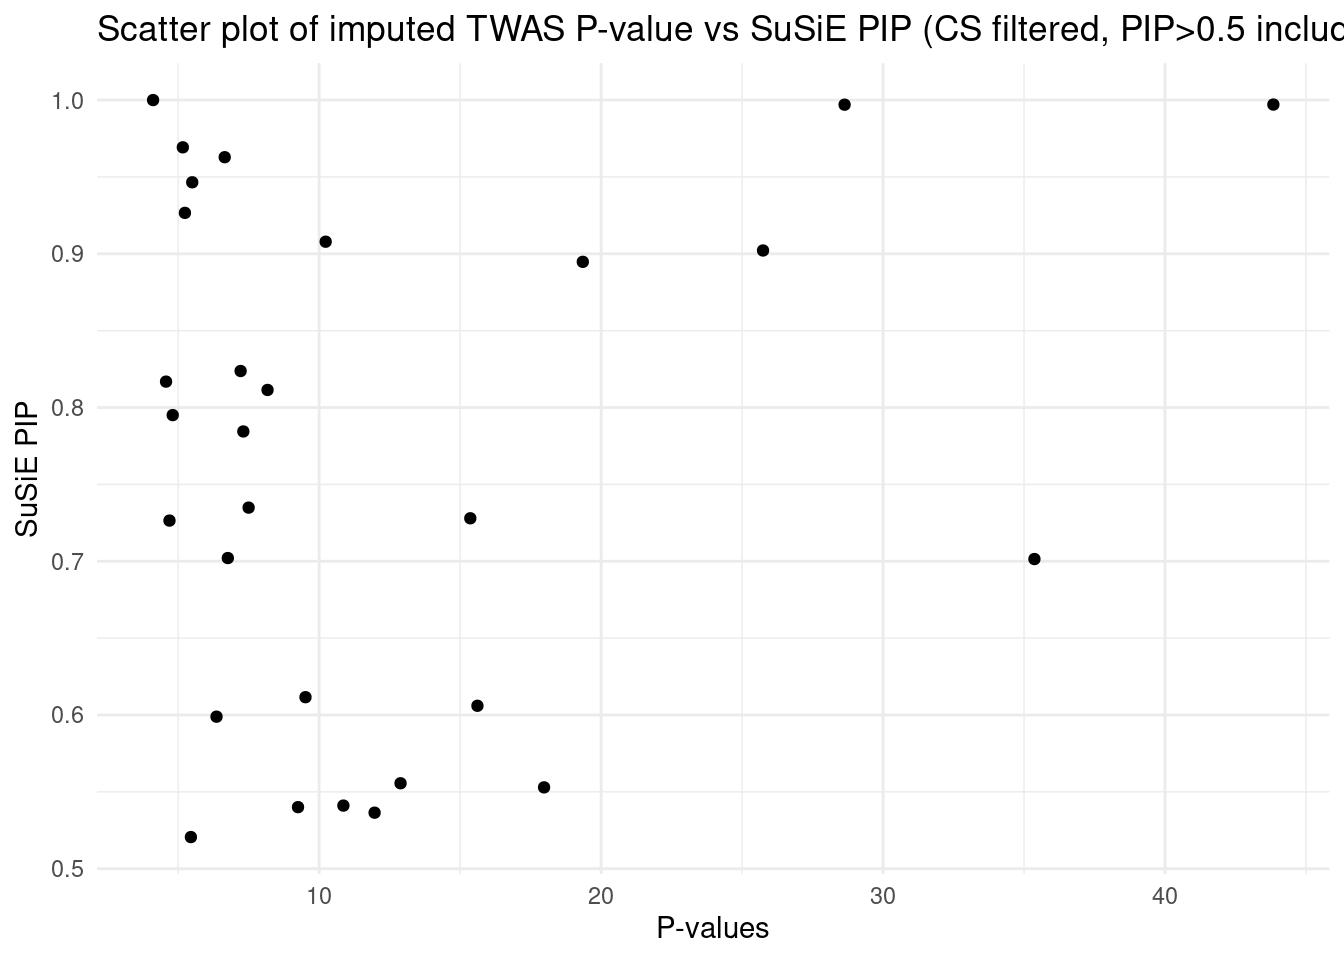 Scatter plot of imputed TWAS P-value vs SuSiE PIP (CS filtered, PIP>0.5 includ
1.0
0.9
0.8
0.7
0.6
0.5
SuSiE PIP
10 20 30 40
P-values